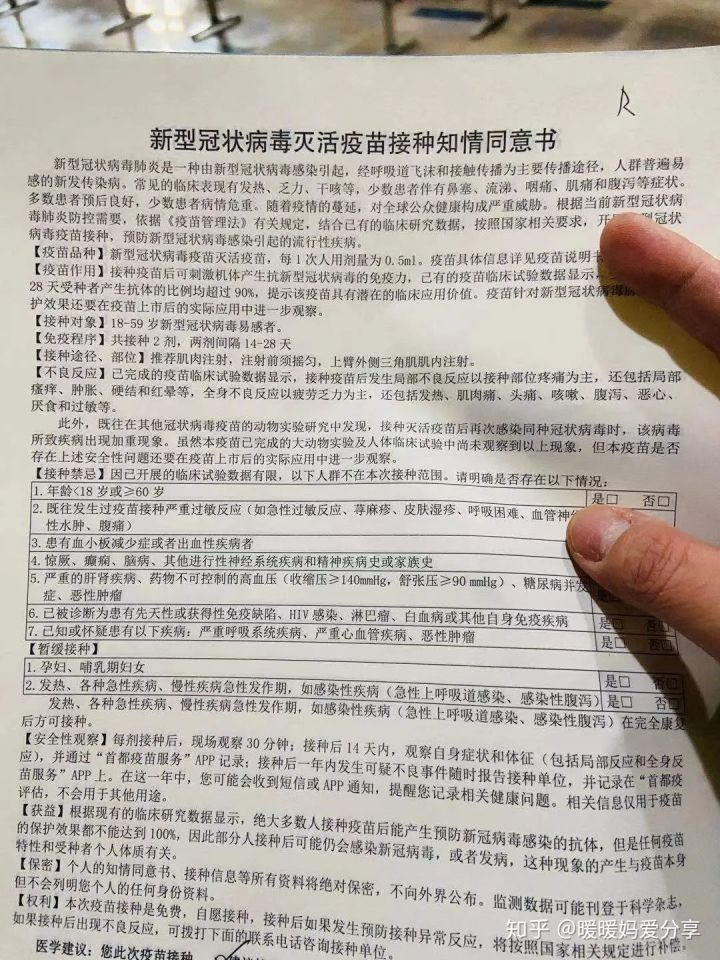 R
新型冠状病毒灭活疫苗接种知情同意书
新型冠状病毒肺炎是一种由新型冠状病毒感染引起，经呼吸道飞沫和接触传播为主要传播途径，人群普遍易
感的新发传染病。常见的临床表现有发热、乏力、干咳等，少数患者伴有鼻塞、流涕、咽痛、肌痛和腹泻等症状。
多数患者预后良好，少数患者病情危重。随着疫情的蔓延，对全球公众健康构成严重威胁。根据当前新型冠状
病毒肺炎防控需要，依据《疫苗管理法》有关规定，结合已有的临床研究数据，按照国家相关要求，开 型冠状
病毒疫苗接种，预防新型冠状病毒感染引起的流行性疾病。
【疫苗品种】新型冠状病毒疫苗灭活疫苗，每1次人用剂量为0.5ml。疫苗具体信息详见疫苗说明书
【疫苗作用】接种疫苗后可刺激机体产生抗新型冠状病毒的免疫力，己有的疫苗临床试验数据显示，
28天受种者产生抗体的比例均超过90%，提示该疫苗具有潜在的临床应用价值。疫苗针对新型冠状病毒
护效果还要在疫苗上市后的实际应用中进一步观察。
【接种对象】18-59岁新型冠状病毒易感者。
【免疫程序】共接种2剂，两剂间隔14-28天
【接种途径、部位】推荐肌内注射，注射前须摇匀，上臂外侧三角肌肌内注射。
【不良反应】已完成的疫苗临床试验数据显示，接种疫苗后发生局部不良反应以接种部位疼痛为主，还包括局部
瘙痒、肿胀、硬结和红晕等，全身不良反应以疲劳乏力为主，还包括发热、肌肉痛、头痛、咳嗽、腹泻、恶心、
厌食和过敏等。
此外，既往在其他冠状病毒疫苗的动物实验研究中发现，接种灭活疫苗后再次感染同种冠状病毒时，该病毒
所致疾病出现加重现象。虽然本疫苗已完成的大动物实验及人体临床试验中尚未观察到以上现象，但本疫苗是否
存在上述安全性问题还要在疫苗上市后的实际应用中进一步观察。
【接种禁忌】因已开展的临床试验数据有限，以下人群不在本次接种范围。请明确是否存在以下情况：
1. 年龄<18岁或≥60岁 是□ 否□
2. 既往发生过疫苗接种严重过敏反应（如急性过敏反应、荨麻疹、皮肤湿疹、呼吸困难、血管神经
性水肿、腹痛）
3. 患有血小板减少症或者出血性疾病者
4. 惊厥、癫痫、脑病、其他进行性神经系统疾病和精神疾病史或家族史
5. 严重的肝肾疾病、药物不可控制的高血压（收缩压≥140mmHg，舒张压≥90 mmHg）、糖尿病并发
症、恶性肿瘤
6. 已被诊断为患有先天性或获得性免疫缺陷、HIV感染、淋巴瘤、白血病或其他自身免疫疾病 是□ 否□
7. 已知或怀疑患有以下疾病：严重呼吸系统疾病、严重心血管疾病、恶性肿瘤 是□ 否□
【暂缓接种】
1. 孕妇、哺乳期妇女 是□ 否□
2. 发热、各种急性疾病、慢性疾病急性发作期，如感染性疾病（急性上呼吸道感染、感染性腹泻） 是□ 否□
发热、各种急性疾病、慢性疾病急性发作期，如感染性疾病（急性上呼吸道感染、感染性腹泻）在完全康复
后方可接种。
【安全性观察】每剂接种后，现场观察30分钟；接种后14天内，观察自身症状和体征（包括局部反应和全身反
应），并通过“首都疫苗服务”APP记录；接种后一年内发生可疑不良事件随时报告接种单位，并记录在“首都疫
苗服务”APP上。在这一年中，您可能会收到短信或APP通知，提醒您记录相关健康问题。相关信息仅用于疫苗
评估，不会用于其他用途。
【获益】根据现有的临床研究数据显示，绝大多数人接种疫苗后能产生预防新冠病毒感染的抗体，但是任何疫苗
的保护效果都不能达到100%，因此部分人接种后可能仍会感染新冠病毒，或者发病，这种现象的产生与疫苗本身
特性和受种者个人体质有关。
【保密】个人的知情同意书、接种信息等所有资料将绝对保密，不向外界公布。监测数据可能刊登于科学杂志，
但不会列明您个人的任何身份资料。
【权利】本次疫苗接种是免费，自愿接种，接种后如果发生预防接种异常反应，将按照国家相关规定进行补偿。
如果接种后出现不良反应，可拨打下面的联系电话咨询接种单位。
医学建议：您此次疫苗接种
知乎 @暖暖妈爱分享